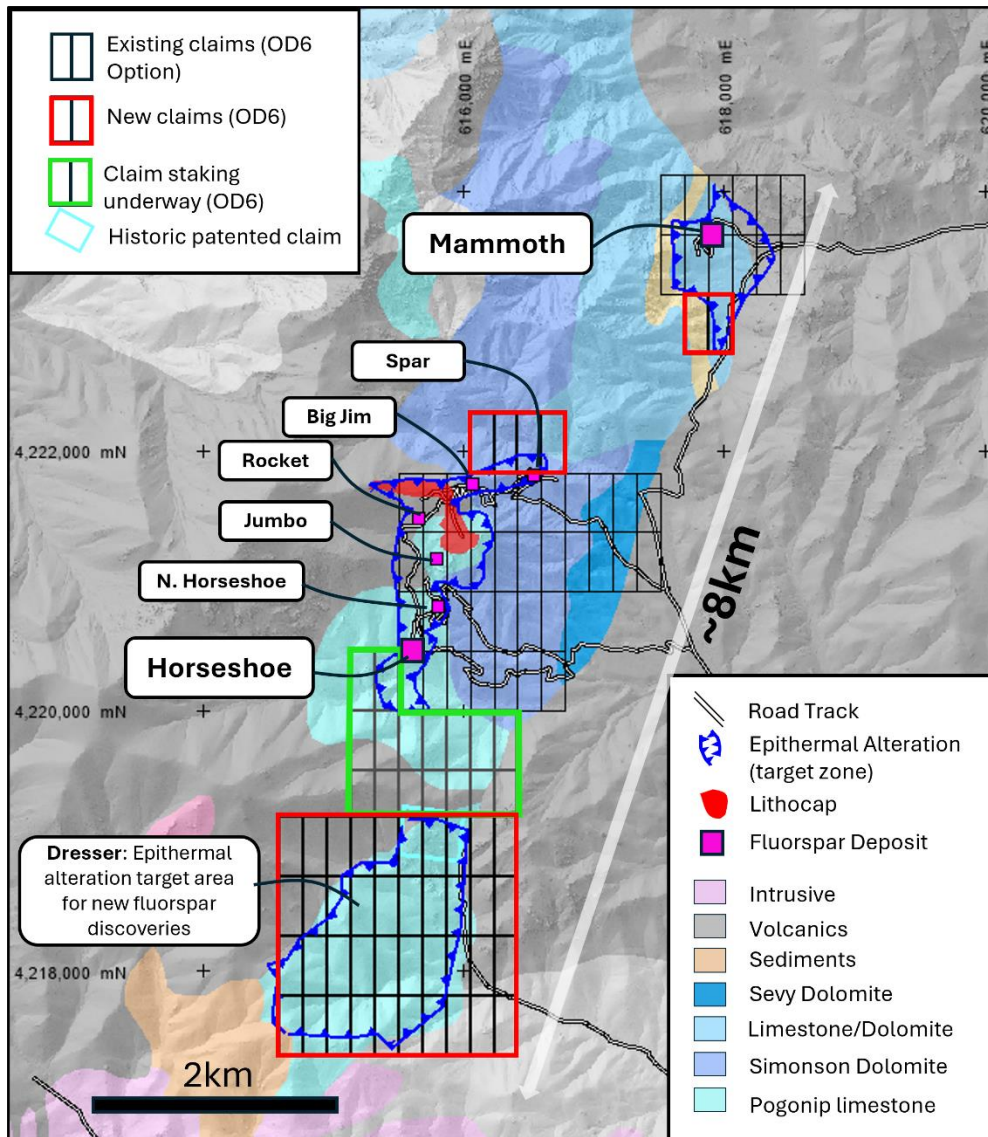 Existing claims (OD6
Option)
New claims (OD6)
Claim staking
underway (OD6)
Historic patented claim
616,000 mE
618,000 mE
620
Mammoth
Spar
Big Jim
4,222,000 mN
Rocket
Jumbo
N. Horseshoe
~8km
Horseshoe
4,220,000 mN
Dresser: Epithermal
alteration target area
for new fluorspar
discoveries
4,218,000 mN
2km
Road Track
Epithermal Alteration
(target zone)
Lithocap
Fluorspar Deposit
Intrusive
Volcanics
Sediments
Sevy Dolomite
Limestone/Dolomite
Simonson Dolomite
Pogonip limestone